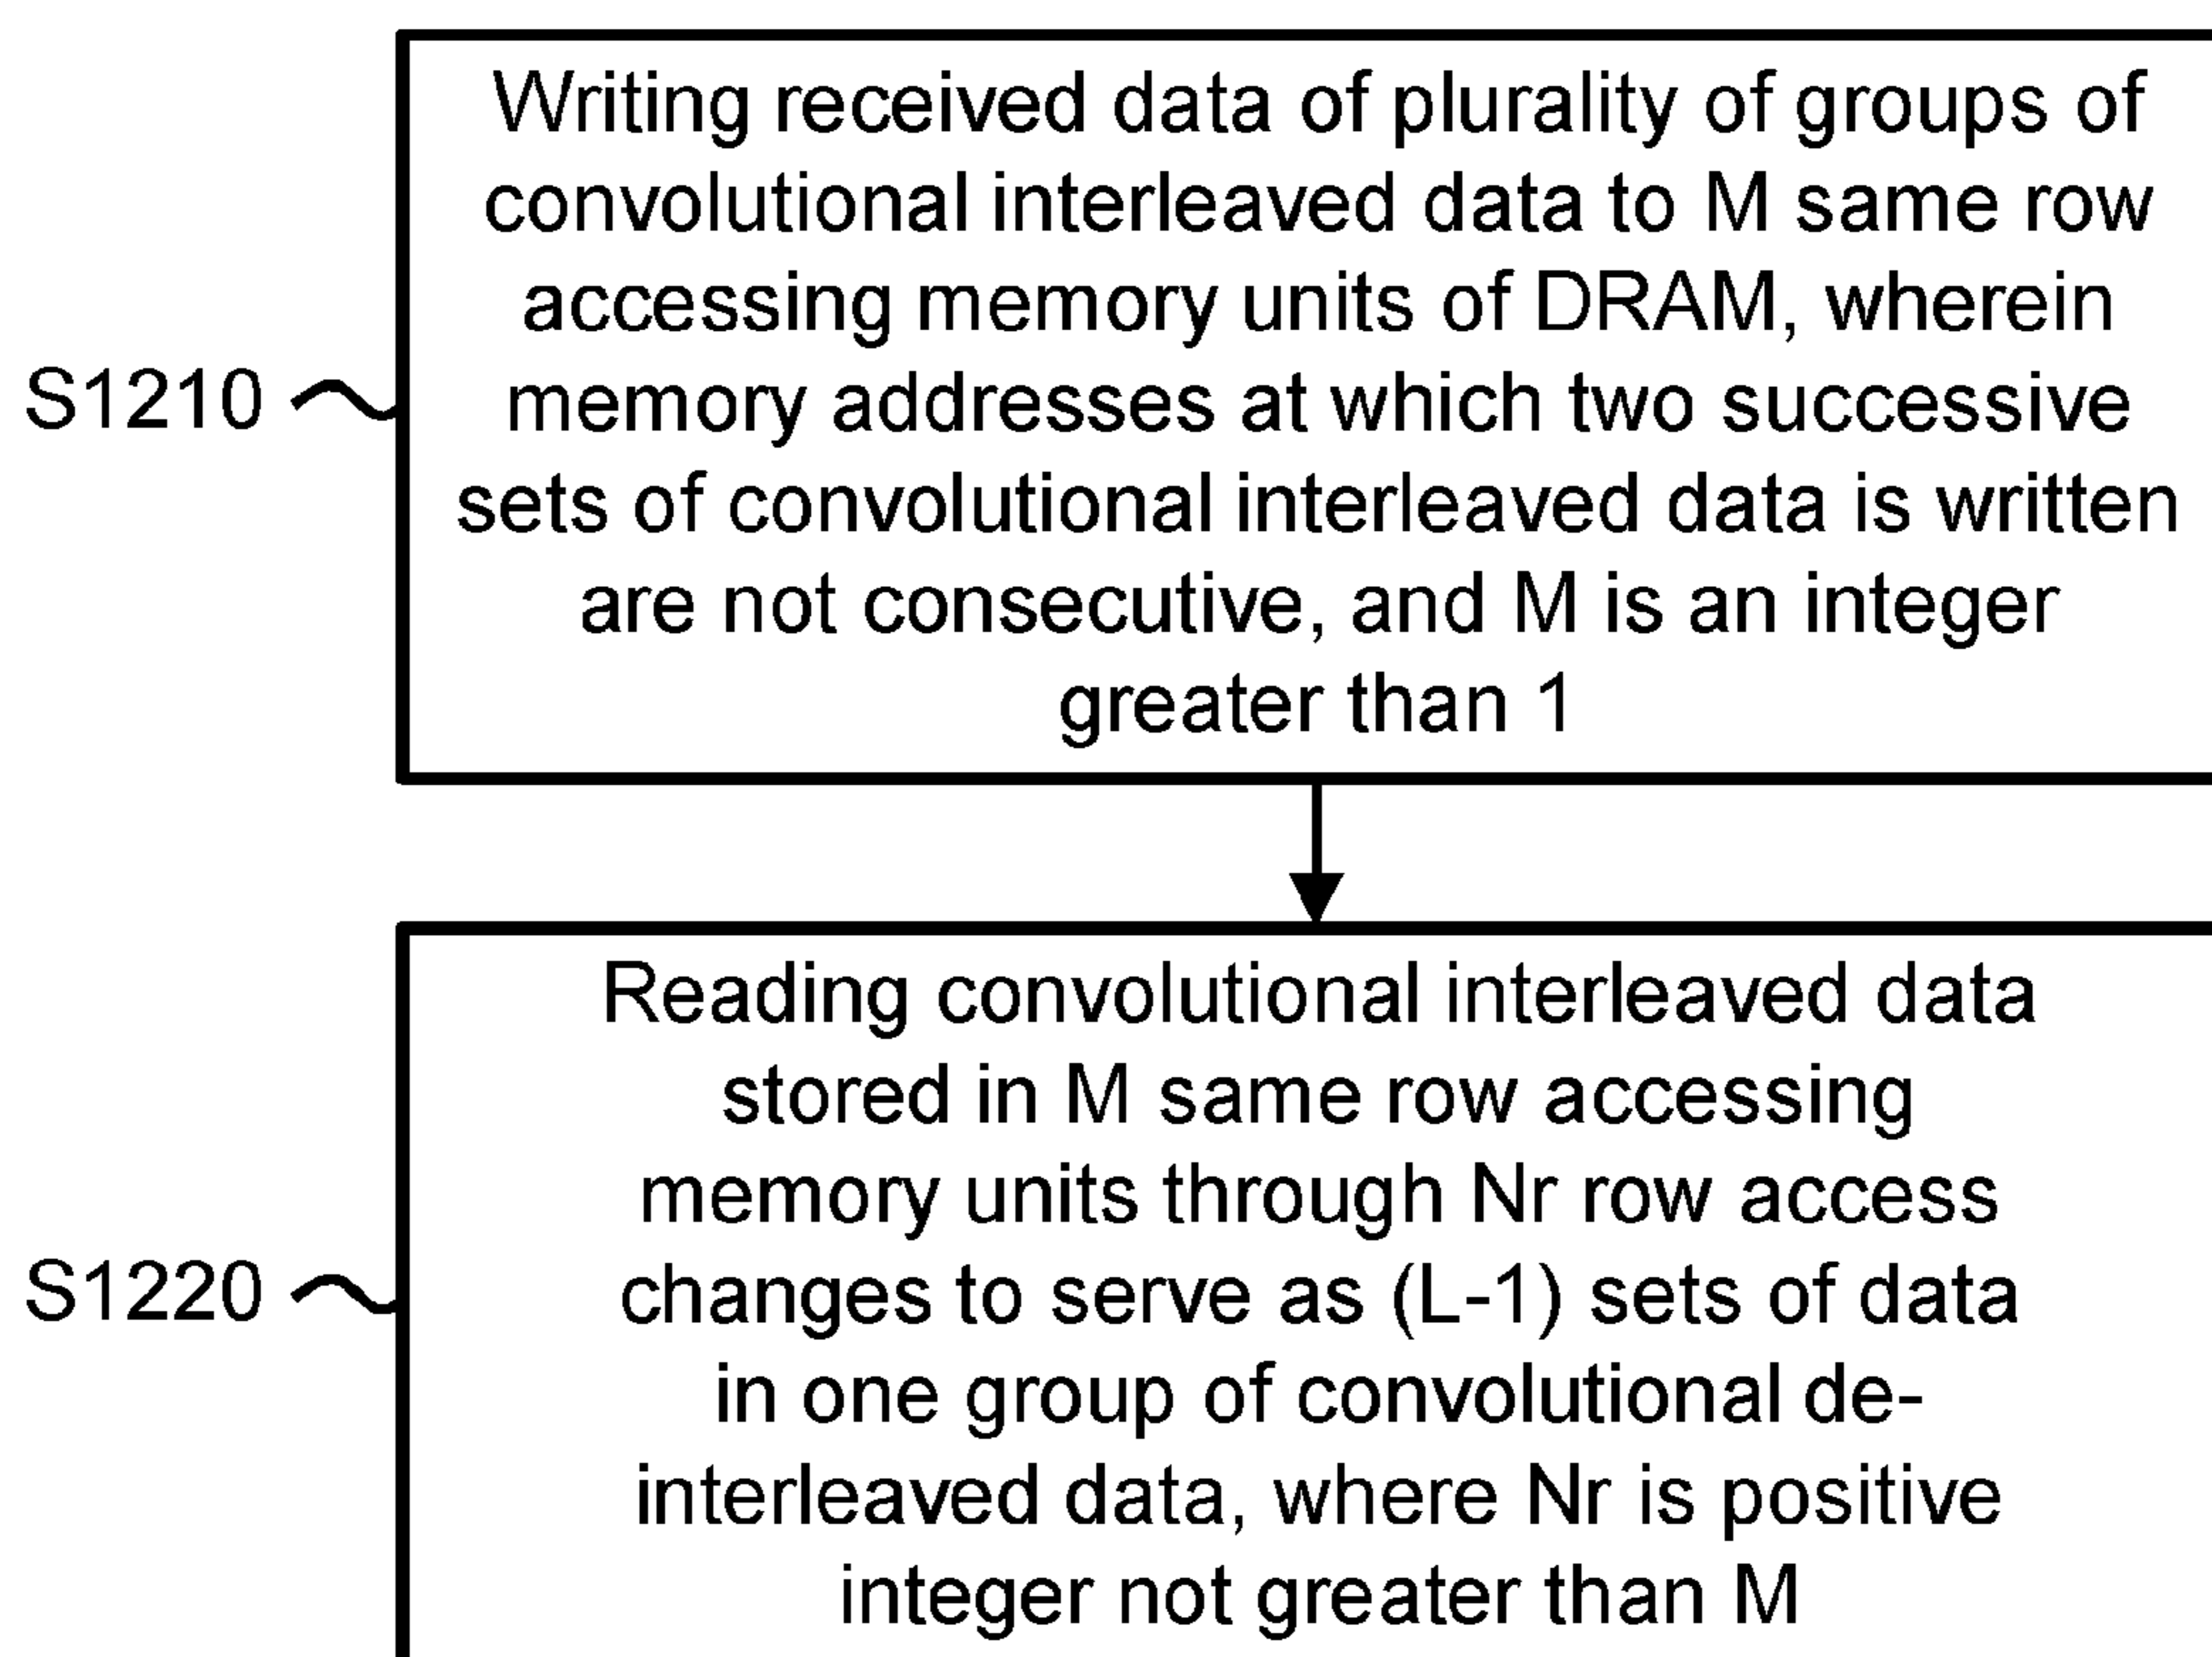 Writing received data of plurality of groups of
convolutional interleaved data to M same row
accessing memory units of DRAM, wherein
S1210
memory addresses at which two successive
sets of convolutional interleaved data is written
are not consecutive, and M is an integer
greater than 1
Reading convolutional interleaved data
stored in M same row accessing
memory units through Nr row access
S1220
changes to serve as (L-1) sets of data
in one group of convolutional de-
interleaved data, where Nr is positive
integer not greater than M